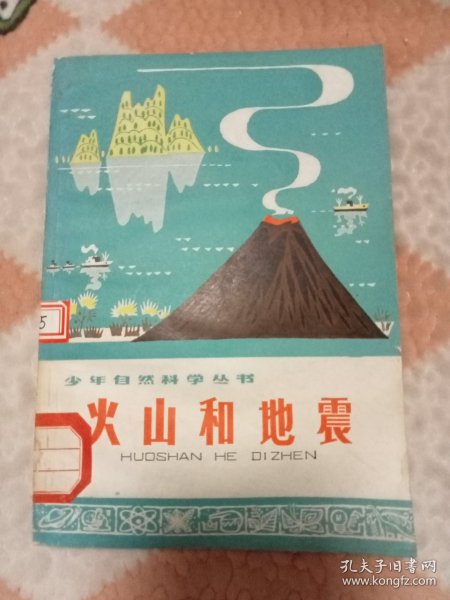 5
少年自然科学丛书
火山和地震
HUOSHAN HE DIZHEN
孔夫子旧书网
www.kongfz.com